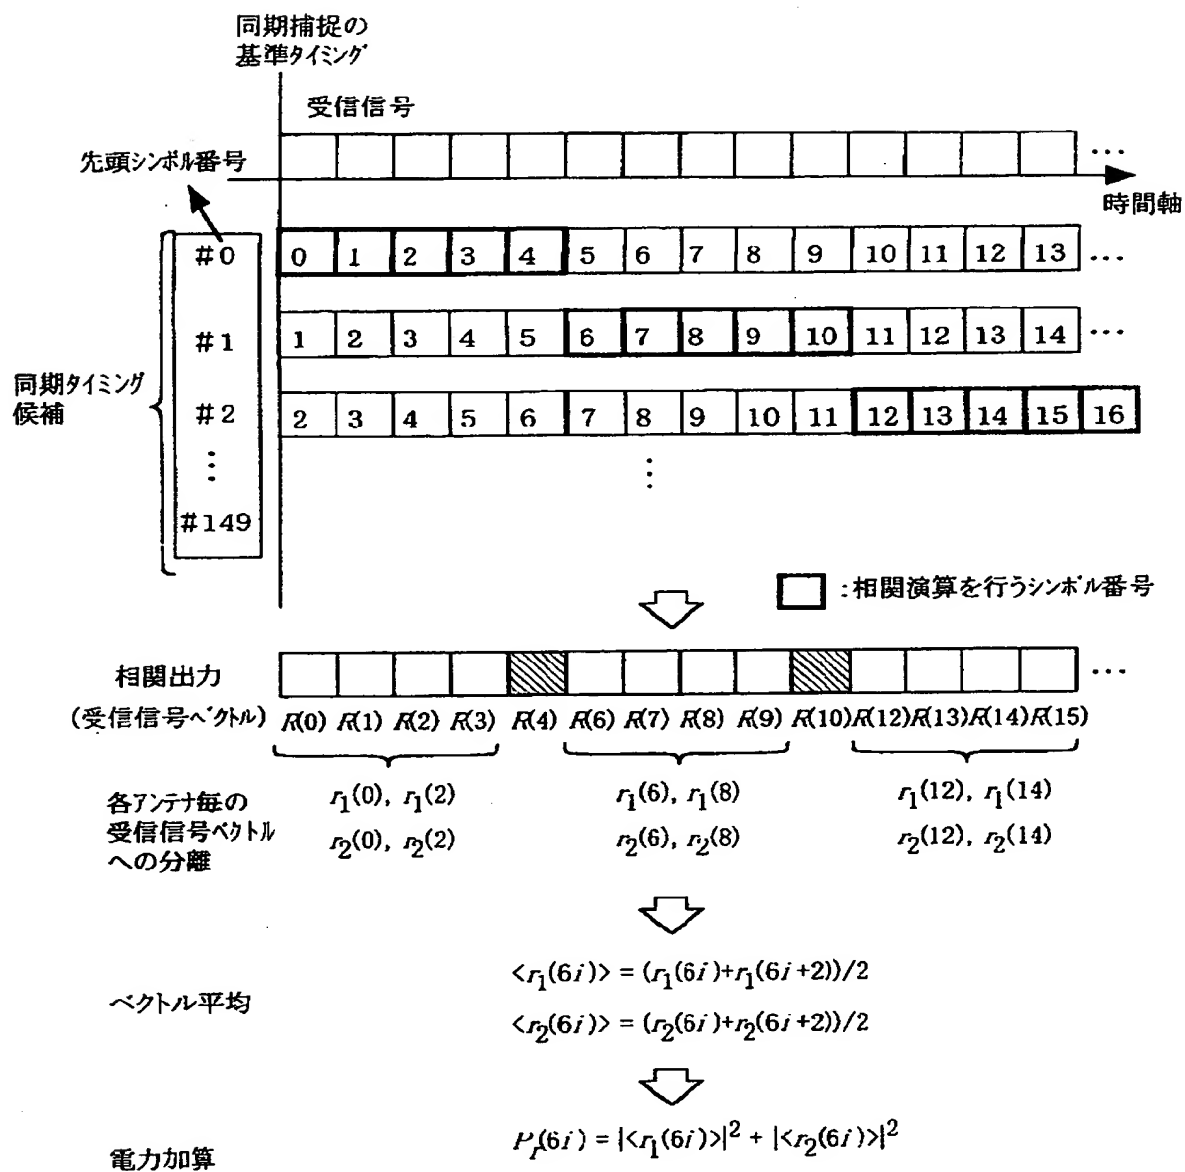 同期捕捉の
基準タイミング
受信信号
先頭シンボル番号
...
時間軸
#0
0 1 2 3 4 5 6 7 8 9 10 11 12 13 ...
#1
1 2 3 4 5 6 7 8 9 10 11 12 13 14 ...
同期タイミング
候補
#2
2 3 4 5 6 7 8 9 10 11 12 13 14 15 16
⋮
⋮
#149
:相関演算を行うシンボル番号
相関出力
...
(受信信号ベクトル) R(0) R(1) R(2) R(3) R(4) R(6) R(7) R(8) R(9) R(10) R(12) R(13) R(14) R(15)
各アンテナ毎の
受信信号ベクトル
への分離
r₁(0), r₁(2)
r₂(0), r₂(2)
r₁(6), r₁(8)
r₂(6), r₂(8)
r₁(12), r₁(14)
r₂(12), r₂(14)
ベクトル平均
<r₁(6i)> = (r₁(6i)+r₁(6i+2))/2
<r₂(6i)> = (r₂(6i)+r₂(6i+2))/2
電力加算
Pᵣ(6i) = |<r₁(6i)>|² + |<r₂(6i)>|²